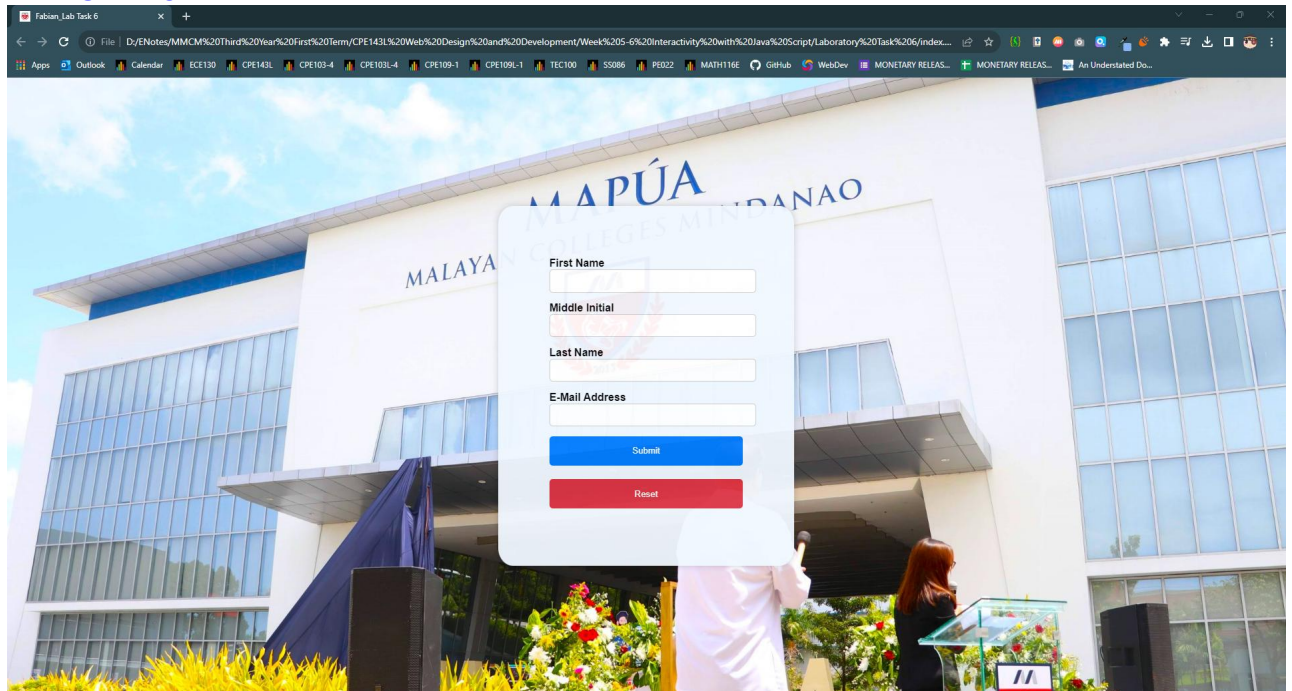 Fabian_Lab Task 6
File | D:/ENotes/MMCM%20Third%20Year%20First%20Term/CPE143L%20Web%20Design%20and%20Development/Week%205-6%20Interactivity%20with%20Java%20Script/Laboratory%20Task%206/index....
Apps Outlook Calendar ECE130 CPE143L CPE103-4 CPE103L-4 CPE109-1 CPE109L-1 TEC100 SS086 PE022 MATH116E GitHub WebDev MONETARY RELEAS... MONETARY RELEAS... An Understated Do...
MAPÚA
MALAYAN COLLEGES MINDANAO
First Name
Middle Initial
Last Name
E-Mail Address
Submit
Reset